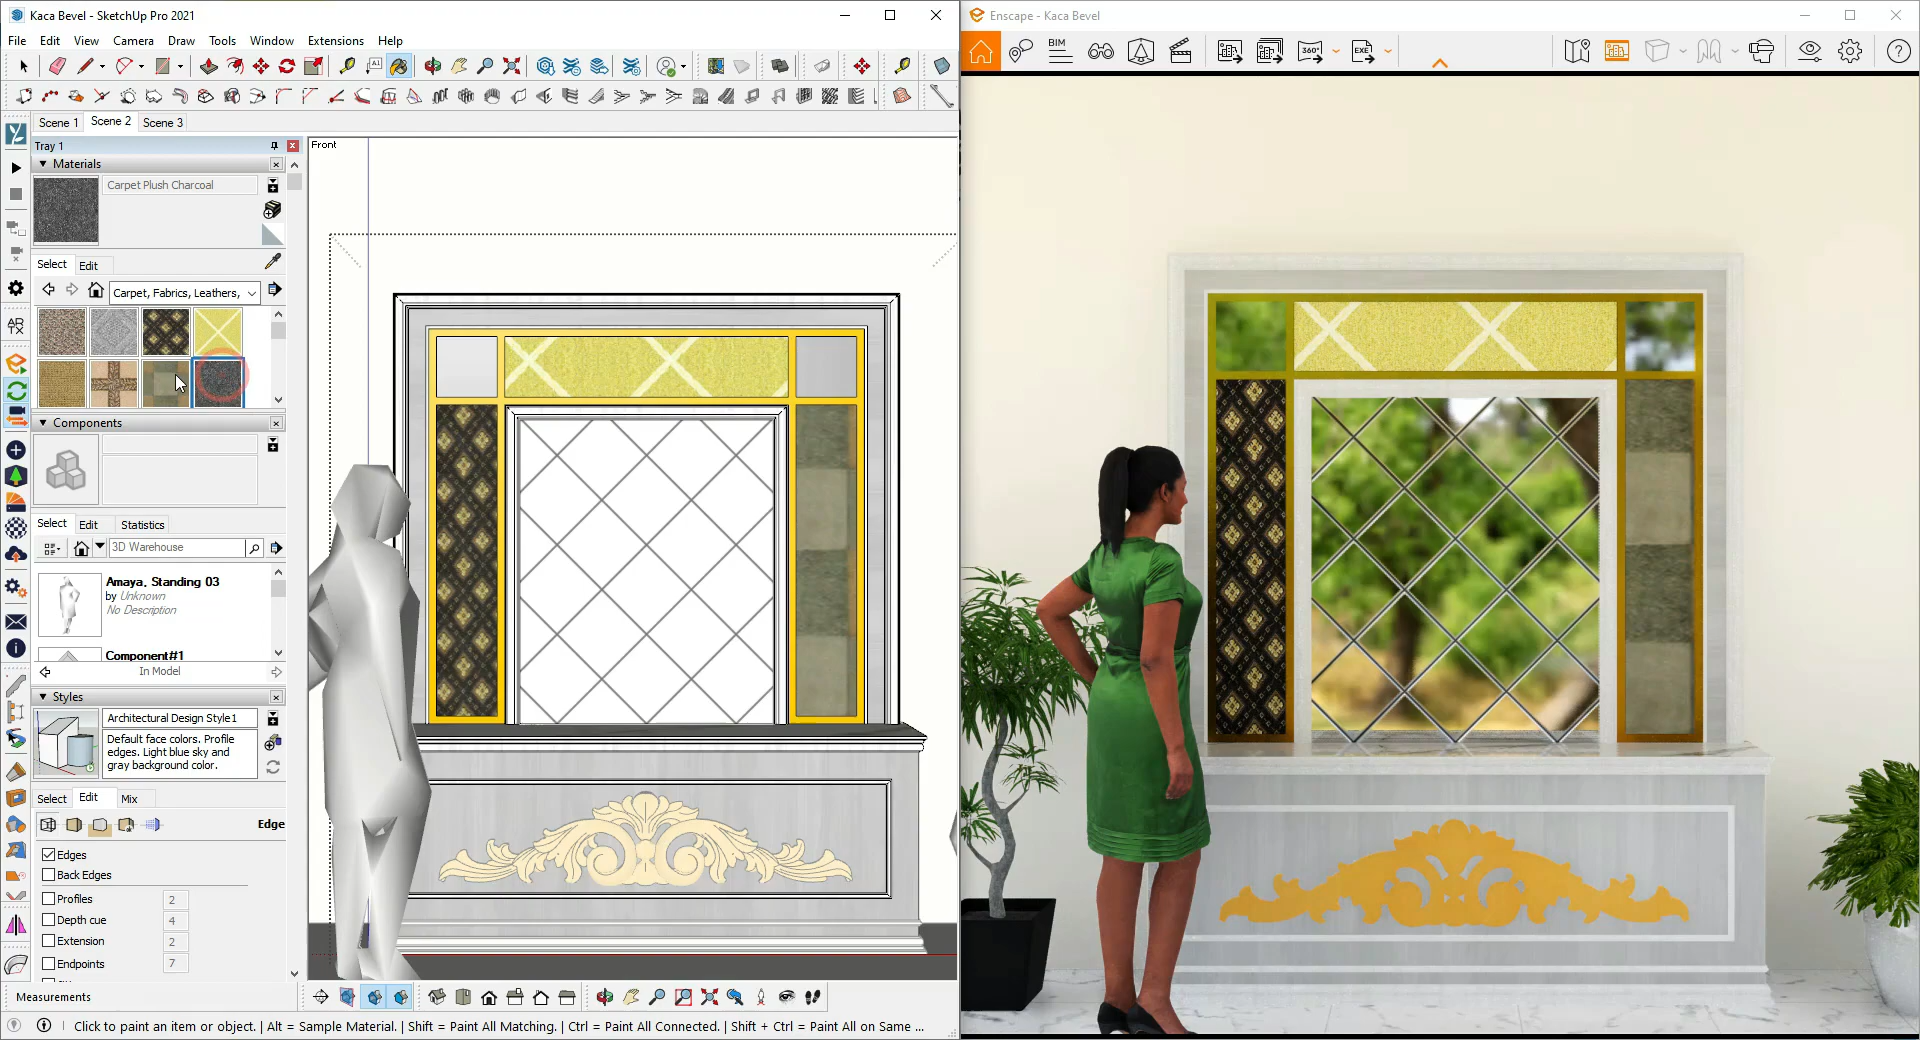 Kaca Bevel - SketchUp Pro 2021
File Edit View Camera Draw Tools Window Extensions Help
Scene 1 Scene 2 Scene 3
Tray 1
Materials
Carpet Plush Charcoal
Select Edit
Carpet, Fabrics, Leathers,
Components
Select Edit Statistics
3D Warehouse
Amaya, Standing 03
by Unknown
No Description
Component#1
In Model
Styles
Architectural Design Style1
Default face colors. Profile
edges. Light blue sky and
gray background color.
Select Edit Mix
Edge
Edges
Back Edges
Profiles 2
Depth cue 4
Extension 2
Endpoints 7
Measurements
Click to paint an item or object. | Alt = Sample Material. | Shift = Paint All Matching. | Ctrl = Paint All Connected. | Shift + Ctrl = Paint All on Same ...
Front
Enscape - Kaca Bevel
BIM
360°
EXE